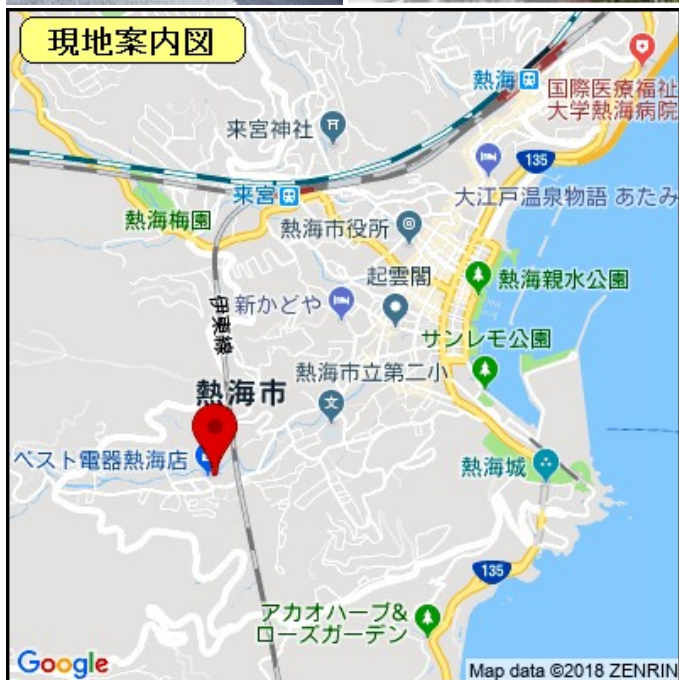 現地案内図
熱海
国際医療福祉
大学熱海病院
来宮神社
135
来宮
大江戸温泉物語 あたみ
熱海梅園
熱海市役所
起雲閣
熱海親水公園
新かどや
伊東線
サンレモ公園
熱海市立第二小
熱海市
文
ベスト電器熱海店
熱海城
135
アカオハーブ&
ローズガーデン
Google
Map data ©2018 ZENRIN